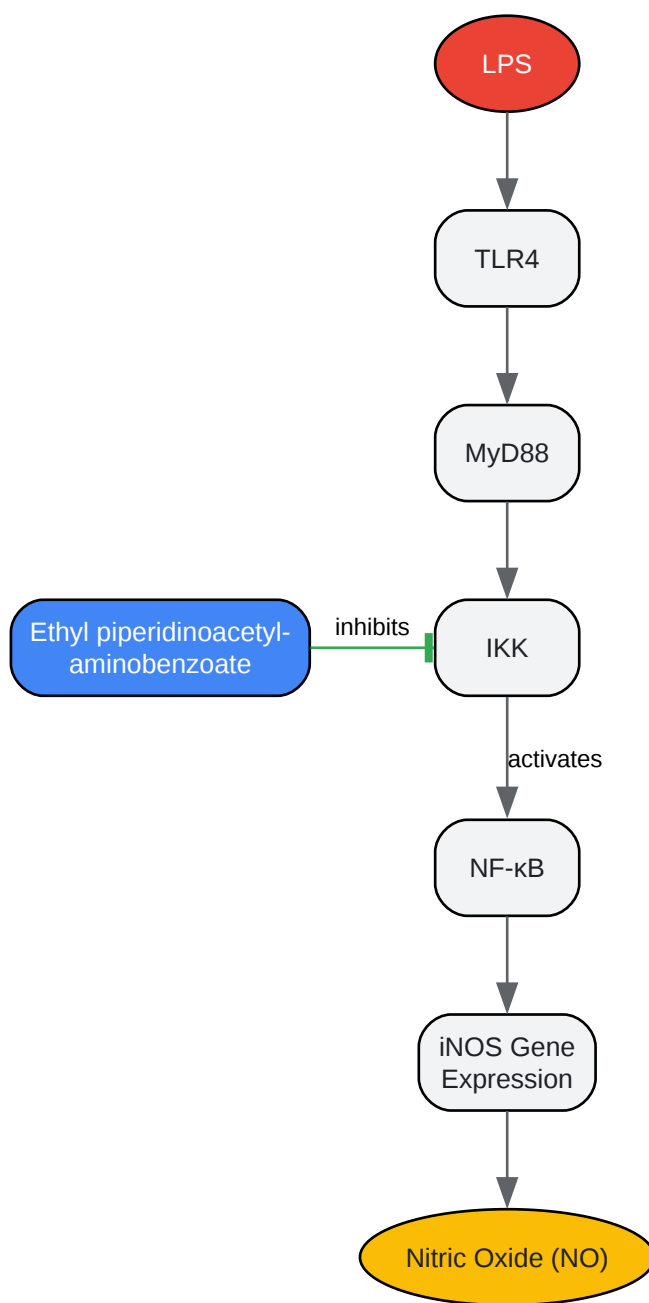 LPS
TLR4
MyD88
Ethyl piperidinoacetyl-
aminobenzoate
inhibits
IKK
activates
NF-κB
iNOS Gene
Expression
Nitric Oxide (NO)